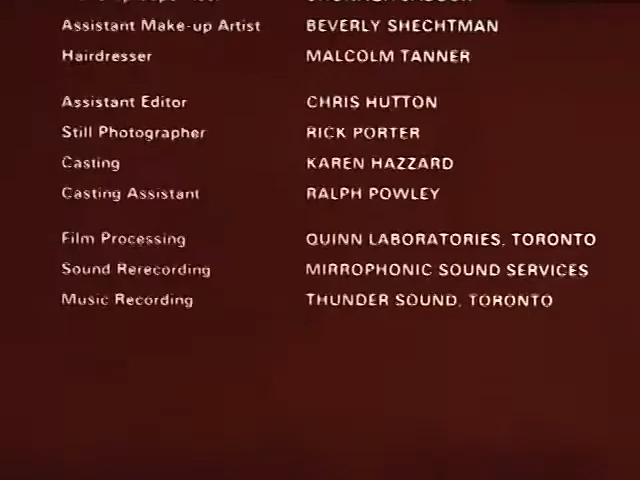 Assistant Make-up Artist BEVERLY SHECHTMAN
Hairdresser MALCOLM TANNER
Assistant Editor CHRIS HUTTON
Still Photographer RICK PORTER
Casting KAREN HAZZARD
Casting Assistant RALPH POWLEY
Film Processing QUINN LABORATORIES, TORONTO
Sound Rerecording MIRROPHONIC SOUND SERVICES
Music Recording THUNDER SOUND, TORONTO